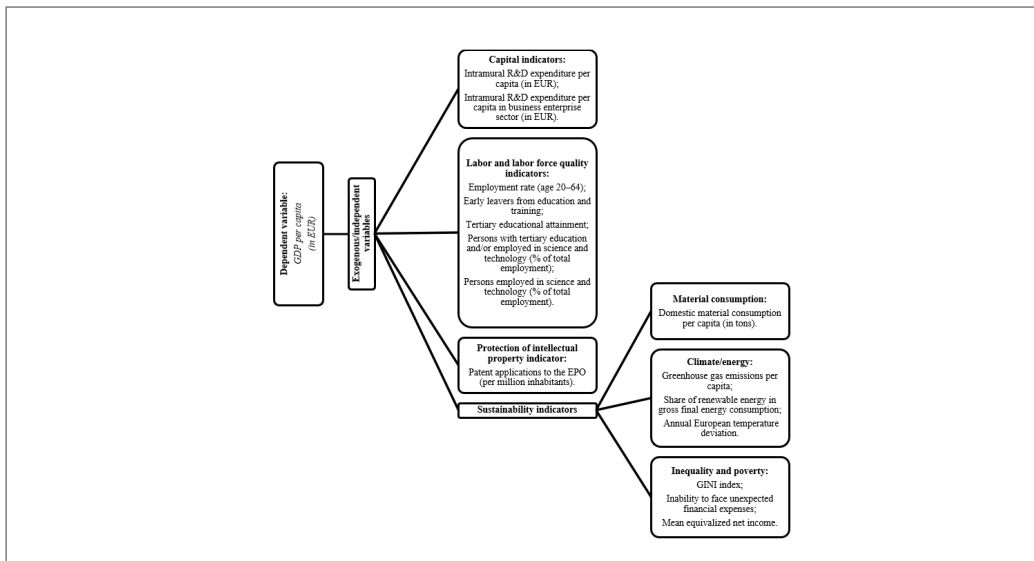 Dependent variable:
GDP per capita
(in EUR)
Exogenous/independent
variables
Capital indicators:
Intramural R&D expenditure per
capita (in EUR);
Intramural R&D expenditure per
capita in business enterprise
sector (in EUR).
Labor and labor force quality
indicators:
Employment rate (age 20–64);
Early leavers from education and
training;
Tertiary educational attainment;
Persons with tertiary education
and/or employed in science and
technology (% of total
employment);
Persons employed in science and
technology (% of total
employment).
Protection of intellectual
property indicator:
Patent applications to the EPO
(per million inhabitants).
Sustainability indicators
Material consumption:
Domestic material consumption
per capita (in tons).
Climate/energy:
Greenhouse gas emissions per
capita;
Share of renewable energy in
gross final energy consumption;
Annual European temperature
deviation.
Inequality and poverty:
GINI index;
Inability to face unexpected
financial expenses;
Mean equivalized net income.